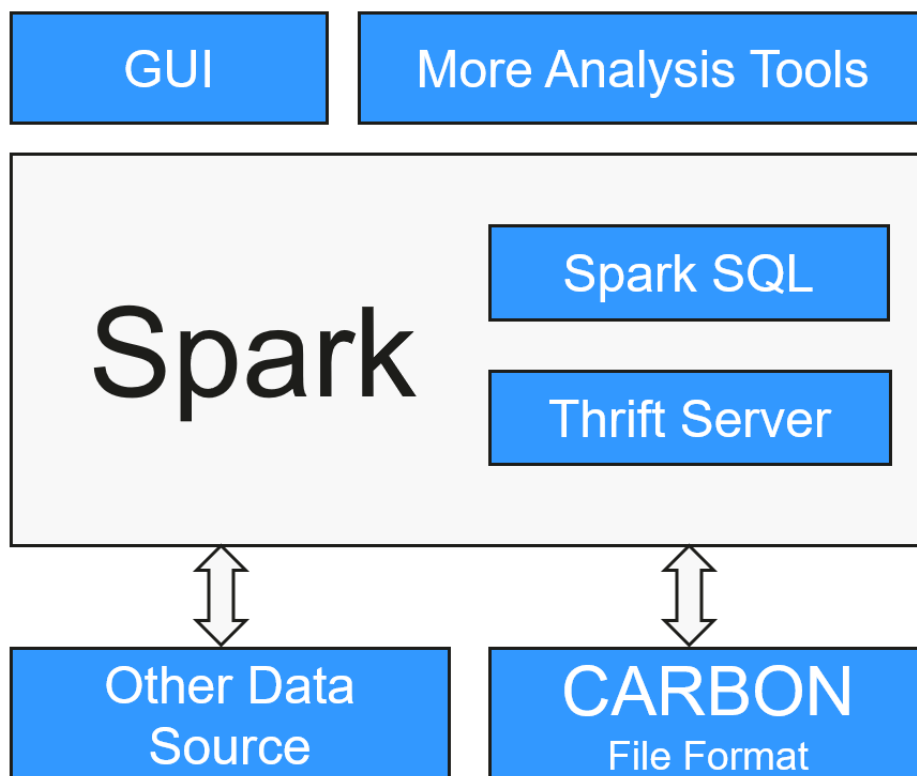 GUI
More Analysis Tools
Spark
Spark SQL
Thrift Server
Other Data
Source
CARBON
File Format